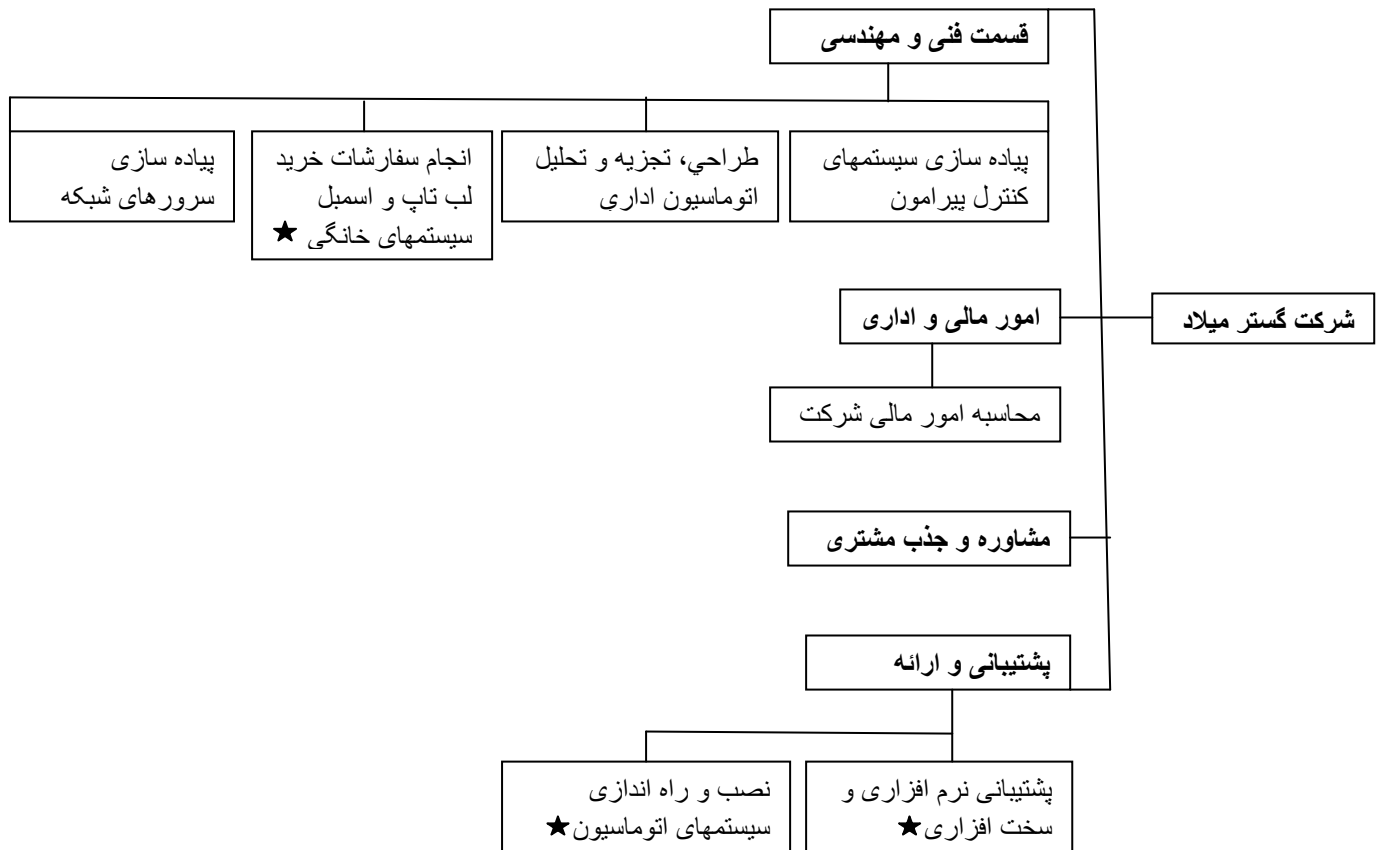 قسمت فنی و مهندسی
پیاده سازی سیستمهای
کنترل پیرامون
طراحي، تجزیه و تحلیل
اتوماسیون اداري
انجام سفارشات خرید
لب تاپ و اسمبل
سیستمهای خانگی ★
پیاده سازی
سرورهای شبکه
شرکت گستر میلاد
امور مالی و اداری
محاسبه امور مالی شرکت
مشاوره و جذب مشتری
پشتیبانی و ارائه
پشتیبانی نرم افزاری و
سخت افزاری★
نصب و راه اندازی
سیستمهای اتوماسیون★